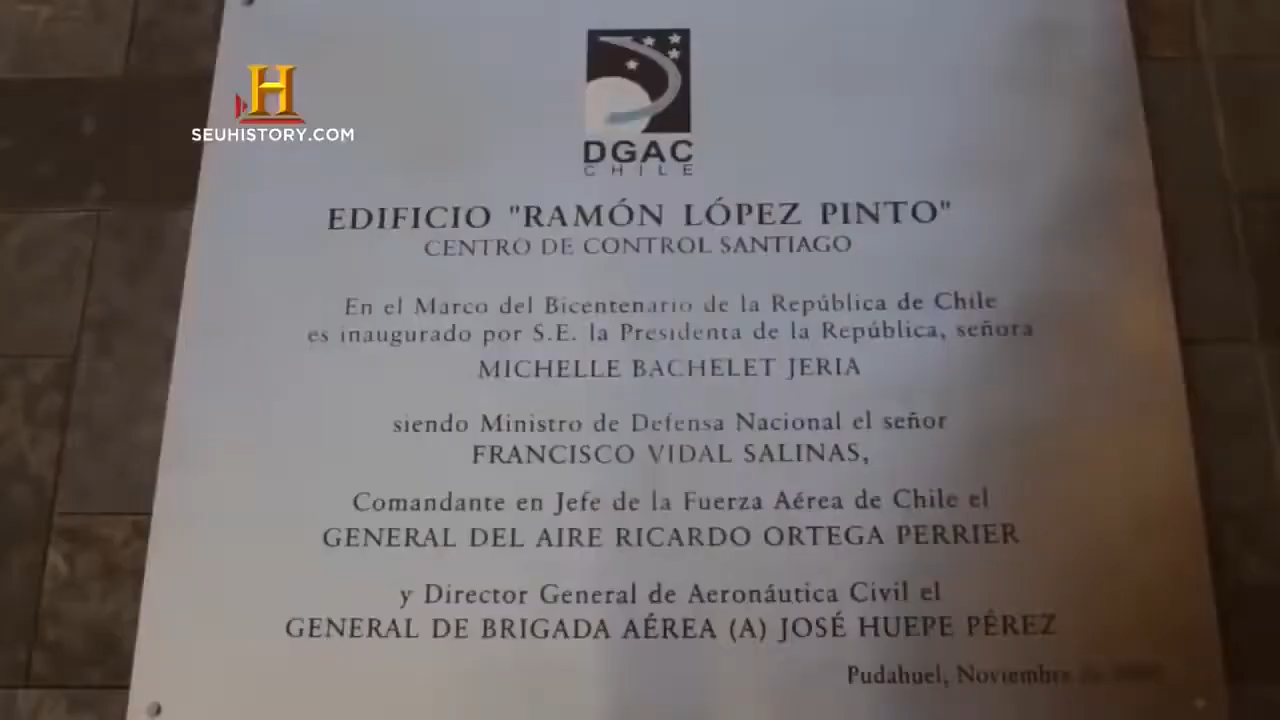 H
SEUHISTORY.COM
DGAC
CHILE
EDIFICIO "RAMÓN LÓPEZ PINTO"
CENTRO DE CONTROL SANTIAGO
En el Marco del Bicentenario de la República de Chile
es inaugurado por S.E. la Presidenta de la República, señora
MICHELLE BACHELET JERIA
siendo Ministro de Defensa Nacional el señor
FRANCISCO VIDAL SALINAS,
Comandante en Jefe de la Fuerza Aérea de Chile el
GENERAL DEL AIRE RICARDO ORTEGA PERRIER
y Director General de Aeronáutica Civil el
GENERAL DE BRIGADA AÉREA (A) JOSÉ HUEPE PÉREZ
Pudahuel, Noviembre